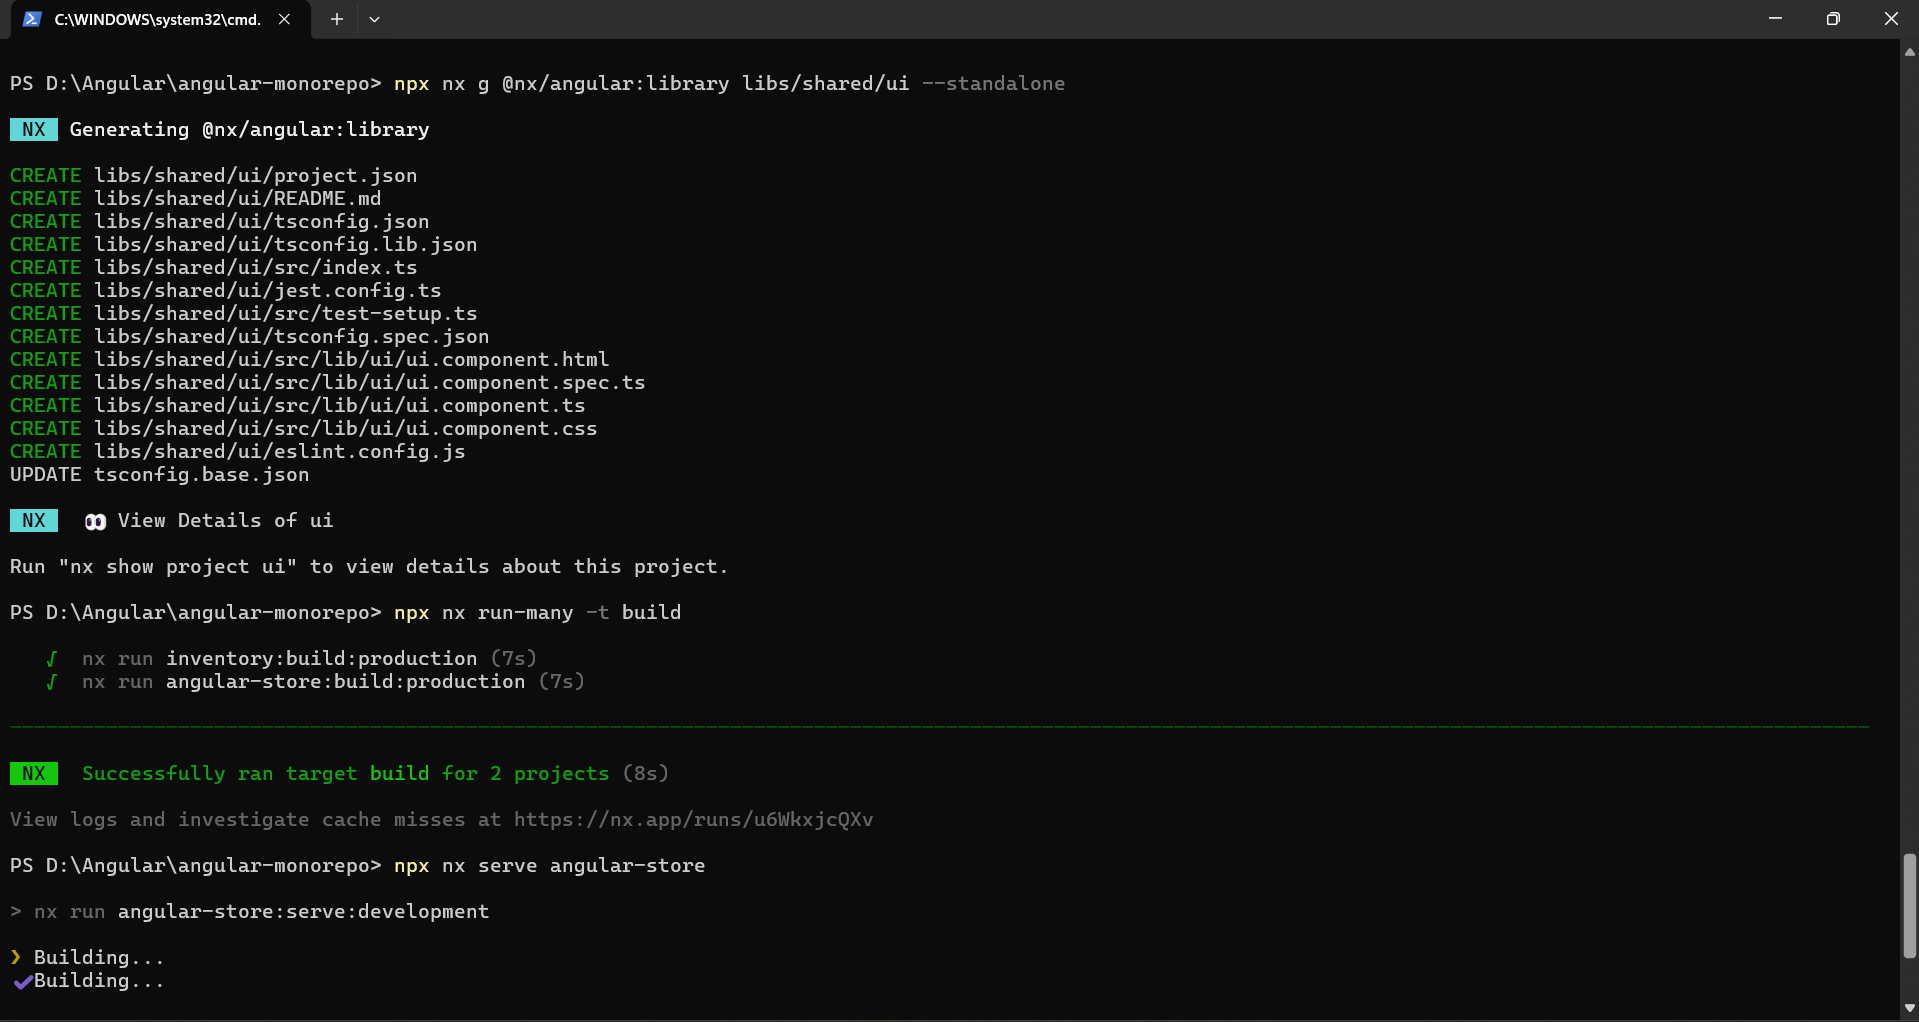 C:\WINDOWS\system32\cmd.
PS D:\Angular\angular-monorepo> npx nx g @nx/angular:library libs/shared/ui --standalone
NX Generating @nx/angular:library
CREATE libs/shared/ui/project.json
CREATE libs/shared/ui/README.md
CREATE libs/shared/ui/tsconfig.json
CREATE libs/shared/ui/tsconfig.lib.json
CREATE libs/shared/ui/src/index.ts
CREATE libs/shared/ui/jest.config.ts
CREATE libs/shared/ui/src/test-setup.ts
CREATE libs/shared/ui/tsconfig.spec.json
CREATE libs/shared/ui/src/lib/ui/ui.component.html
CREATE libs/shared/ui/src/lib/ui/ui.component.spec.ts
CREATE libs/shared/ui/src/lib/ui/ui.component.ts
CREATE libs/shared/ui/src/lib/ui/ui.component.css
CREATE libs/shared/ui/eslint.config.js
UPDATE tsconfig.base.json
NX 👀 View Details of ui
Run "nx show project ui" to view details about this project.
PS D:\Angular\angular-monorepo> npx nx run-many -t build
√ nx run inventory:build:production (7s)
√ nx run angular-store:build:production (7s)
NX Successfully ran target build for 2 projects (8s)
View logs and investigate cache misses at https://nx.app/runs/u6WkxjcQXv
PS D:\Angular\angular-monorepo> npx nx serve angular-store
> nx run angular-store:serve:development
❯ Building...
✔Building...